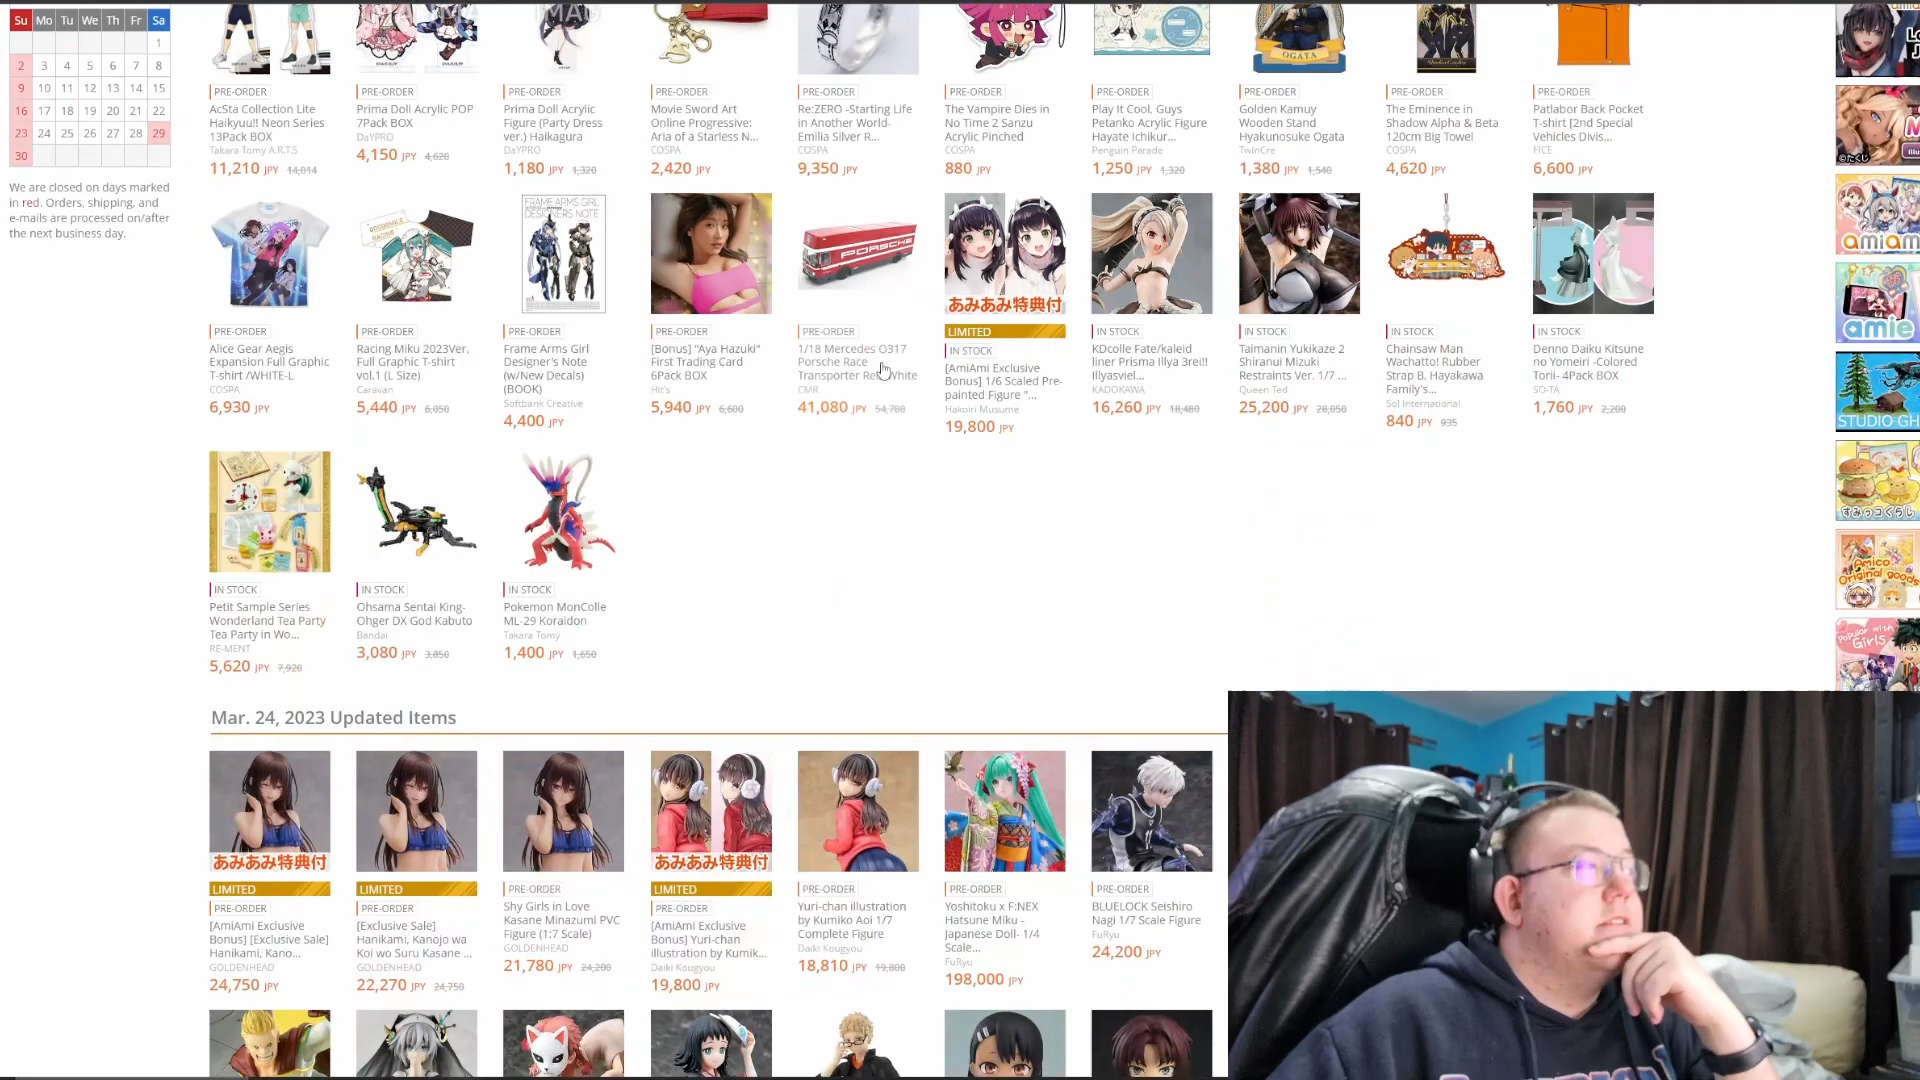 Su Mo Tu We Th Fr Sa
1
2 3 4 5 6 7 8
9 10 11 12 13 14 15
16 17 18 19 20 21 22
23 24 25 26 27 28 29
30
We are closed on days marked
in red. Orders, shipping, and
e-mails are processed on/after
the next business day.
OGATA
PRE-ORDER
AcSta Collection Lite
Haikyuu!! Neon Series
13Pack BOX
Takara Tomy A.R.T.S
11,210 JPY 14,014
PRE-ORDER
Prima Doll Acrylic POP
7Pack BOX
DaYPRO
4,150 JPY 4,620
PRE-ORDER
Prima Doll Acrylic
Figure (Party Dress
ver.) Haikagura
DaYPRO
1,180 JPY 1,320
PRE-ORDER
Movie Sword Art
Online Progressive:
Aria of a Starless N...
COSPA
2,420 JPY
PRE-ORDER
Re:ZERO -Starting Life
in Another World-
Emilia Silver R...
COSPA
9,350 JPY
PRE-ORDER
The Vampire Dies in
No Time 2 Sanzu
Acrylic Pinched
COSPA
880 JPY
PRE-ORDER
Play It Cool, Guys
Petanko Acrylic Figure
Hayate Ichikur...
Penguin Parade
1,250 JPY 1,320
PRE-ORDER
Golden Kamuy
Wooden Stand
Hyakunosuke Ogata
TwinCre
1,380 JPY 1,540
PRE-ORDER
The Eminence in
Shadow Alpha & Beta
120cm Big Towel
COSPA
4,620 JPY
PRE-ORDER
Patlabor Back Pocket
T-shirt [2nd Special
Vehicles Divis...
FICE
6,600 JPY
FRAME ARMS GIRL
DESIGNERS NOTE
PORSCHE
あみあみ特典付
PRE-ORDER
Alice Gear Aegis
Expansion Full Graphic
T-shirt /WHITE-L
COSPA
6,930 JPY
PRE-ORDER
Racing Miku 2023Ver.
Full Graphic T-shirt
vol.1 (L Size)
Caravan
5,440 JPY 6,050
PRE-ORDER
Frame Arms Girl
Designer's Note
(w/New Decals)
(BOOK)
Softbank Creative
4,400 JPY
PRE-ORDER
[Bonus] "Aya Hazuki"
First Trading Card
6Pack BOX
Hit's
5,940 JPY 6,600
PRE-ORDER
1/18 Mercedes O317
Porsche Race
Transporter White
CMR
41,080 JPY 54,780
LIMITED
IN STOCK
[AmiAmi Exclusive
Bonus] 1/6 Scaled Pre-
painted Figure "...
Hakoiri Musume
19,800 JPY
IN STOCK
KDcolle Fate/kaleid
liner Prisma Illya 3rei!!
Illyasviel...
KADOKAWA
16,260 JPY 18,480
IN STOCK
Taimanin Yukikaze 2
Shiranui Mizuki
Restraints Ver. 1/7 ...
Queen Ted
25,200 JPY 28,050
IN STOCK
Chainsaw Man
Wachatto! Rubber
Strap B. Hayakawa
Family's...
Sol International
840 JPY 935
IN STOCK
Denno Daiku Kitsune
no Yomeiri -Colored
Torii- 4Pack BOX
SO-TA
1,760 JPY 2,200
IN STOCK
Petit Sample Series
Wonderland Tea Party
Tea Party in Wo...
RE-MENT
5,620 JPY 7,920
IN STOCK
Ohsama Sentai King-
Ohger DX God Kabuto
Bandai
3,080 JPY 3,850
IN STOCK
Pokemon MonColle
ML-29 Koraidon
Takara Tomy
1,400 JPY 1,650
Mar. 24, 2023 Updated Items
あみあみ特典付
あみあみ特典付
LIMITED
PRE-ORDER
[AmiAmi Exclusive
Bonus] [Exclusive Sale]
Hanikami, Kano...
GOLDENHEAD
24,750 JPY
LIMITED
PRE-ORDER
[Exclusive Sale]
Hanikami, Kanojo wa
Koi wo Suru Kasane ...
GOLDENHEAD
22,270 JPY 24,750
PRE-ORDER
Shy Girls in Love
Kasane Minazumi PVC
Figure (1:7 Scale)
GOLDENHEAD
21,780 JPY 24,200
LIMITED
PRE-ORDER
[AmiAmi Exclusive
Bonus] Yuri-chan
illustration by Kumik...
Daiki Kougyou
19,800 JPY
PRE-ORDER
Yuri-chan illustration
by Kumiko Aoi 1/7
Complete Figure
Daiki Kougyou
18,810 JPY 19,800
PRE-ORDER
Yoshitoku x F:NEX
Hatsune Miku -
Japanese Doll- 1/4
Scale...
FuRyu
198,000 JPY
PRE-ORDER
BLUELOCK Seishiro
Nagi 1/7 Scale Figure
FuRyu
24,200 JPY
©たくじ
amiam
amie
STUDIO GH
すみっコぐらし
Amico
Original goods
Popular with
Girls